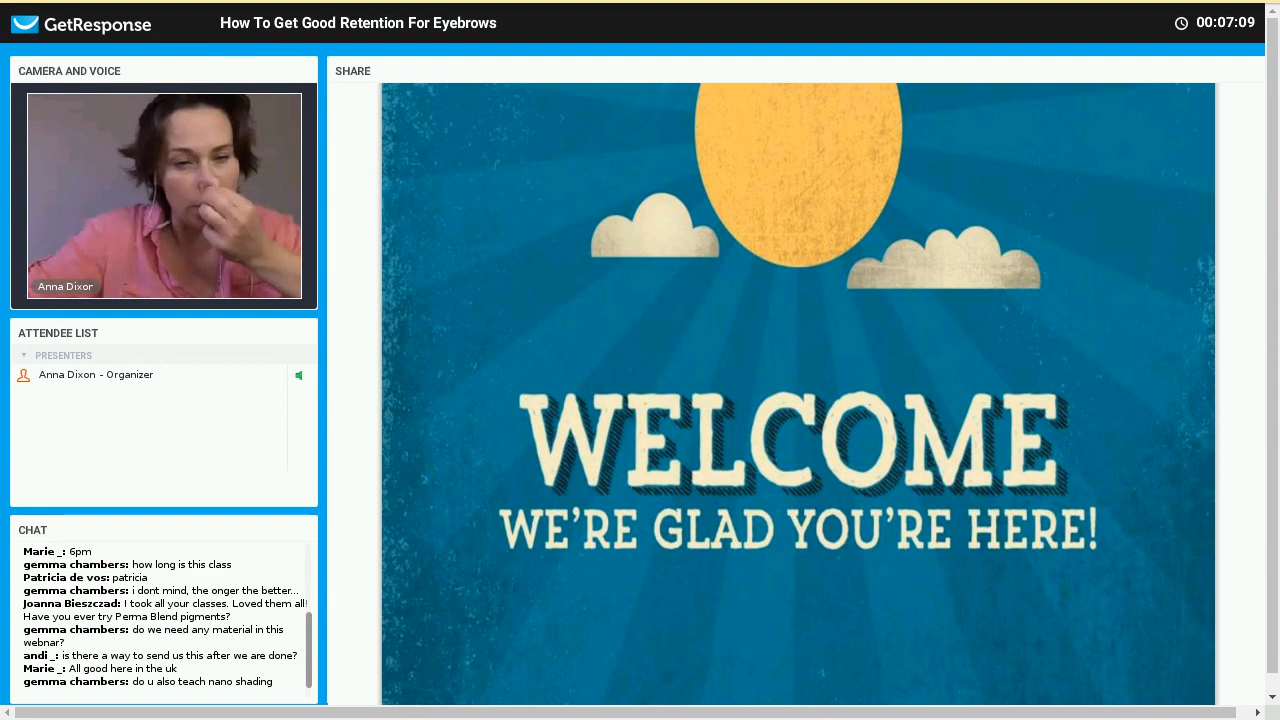 GetResponse
How To Get Good Retention For Eyebrows
00:07:09
CAMERA AND VOICE
Anna Dixon
ATTENDEE LIST
PRESENTERS
Anna Dixon - Organizer
CHAT
Marie _: 6pm
gemma chambers: how long is this class
Patricia de vos: patricia
gemma chambers: i dont mind, the onger the better...
Joanna Bieszczad: I took all your classes. Loved them all!
Have you ever try Perma Blend pigments?
gemma chambers: do we need any material in this
webnar?
andi _: is there a way to send us this after we are done?
Marie _: All good here in the uk
gemma chambers: do u also teach nano shading
SHARE
WELCOME
WE'RE GLAD YOU'RE HERE!